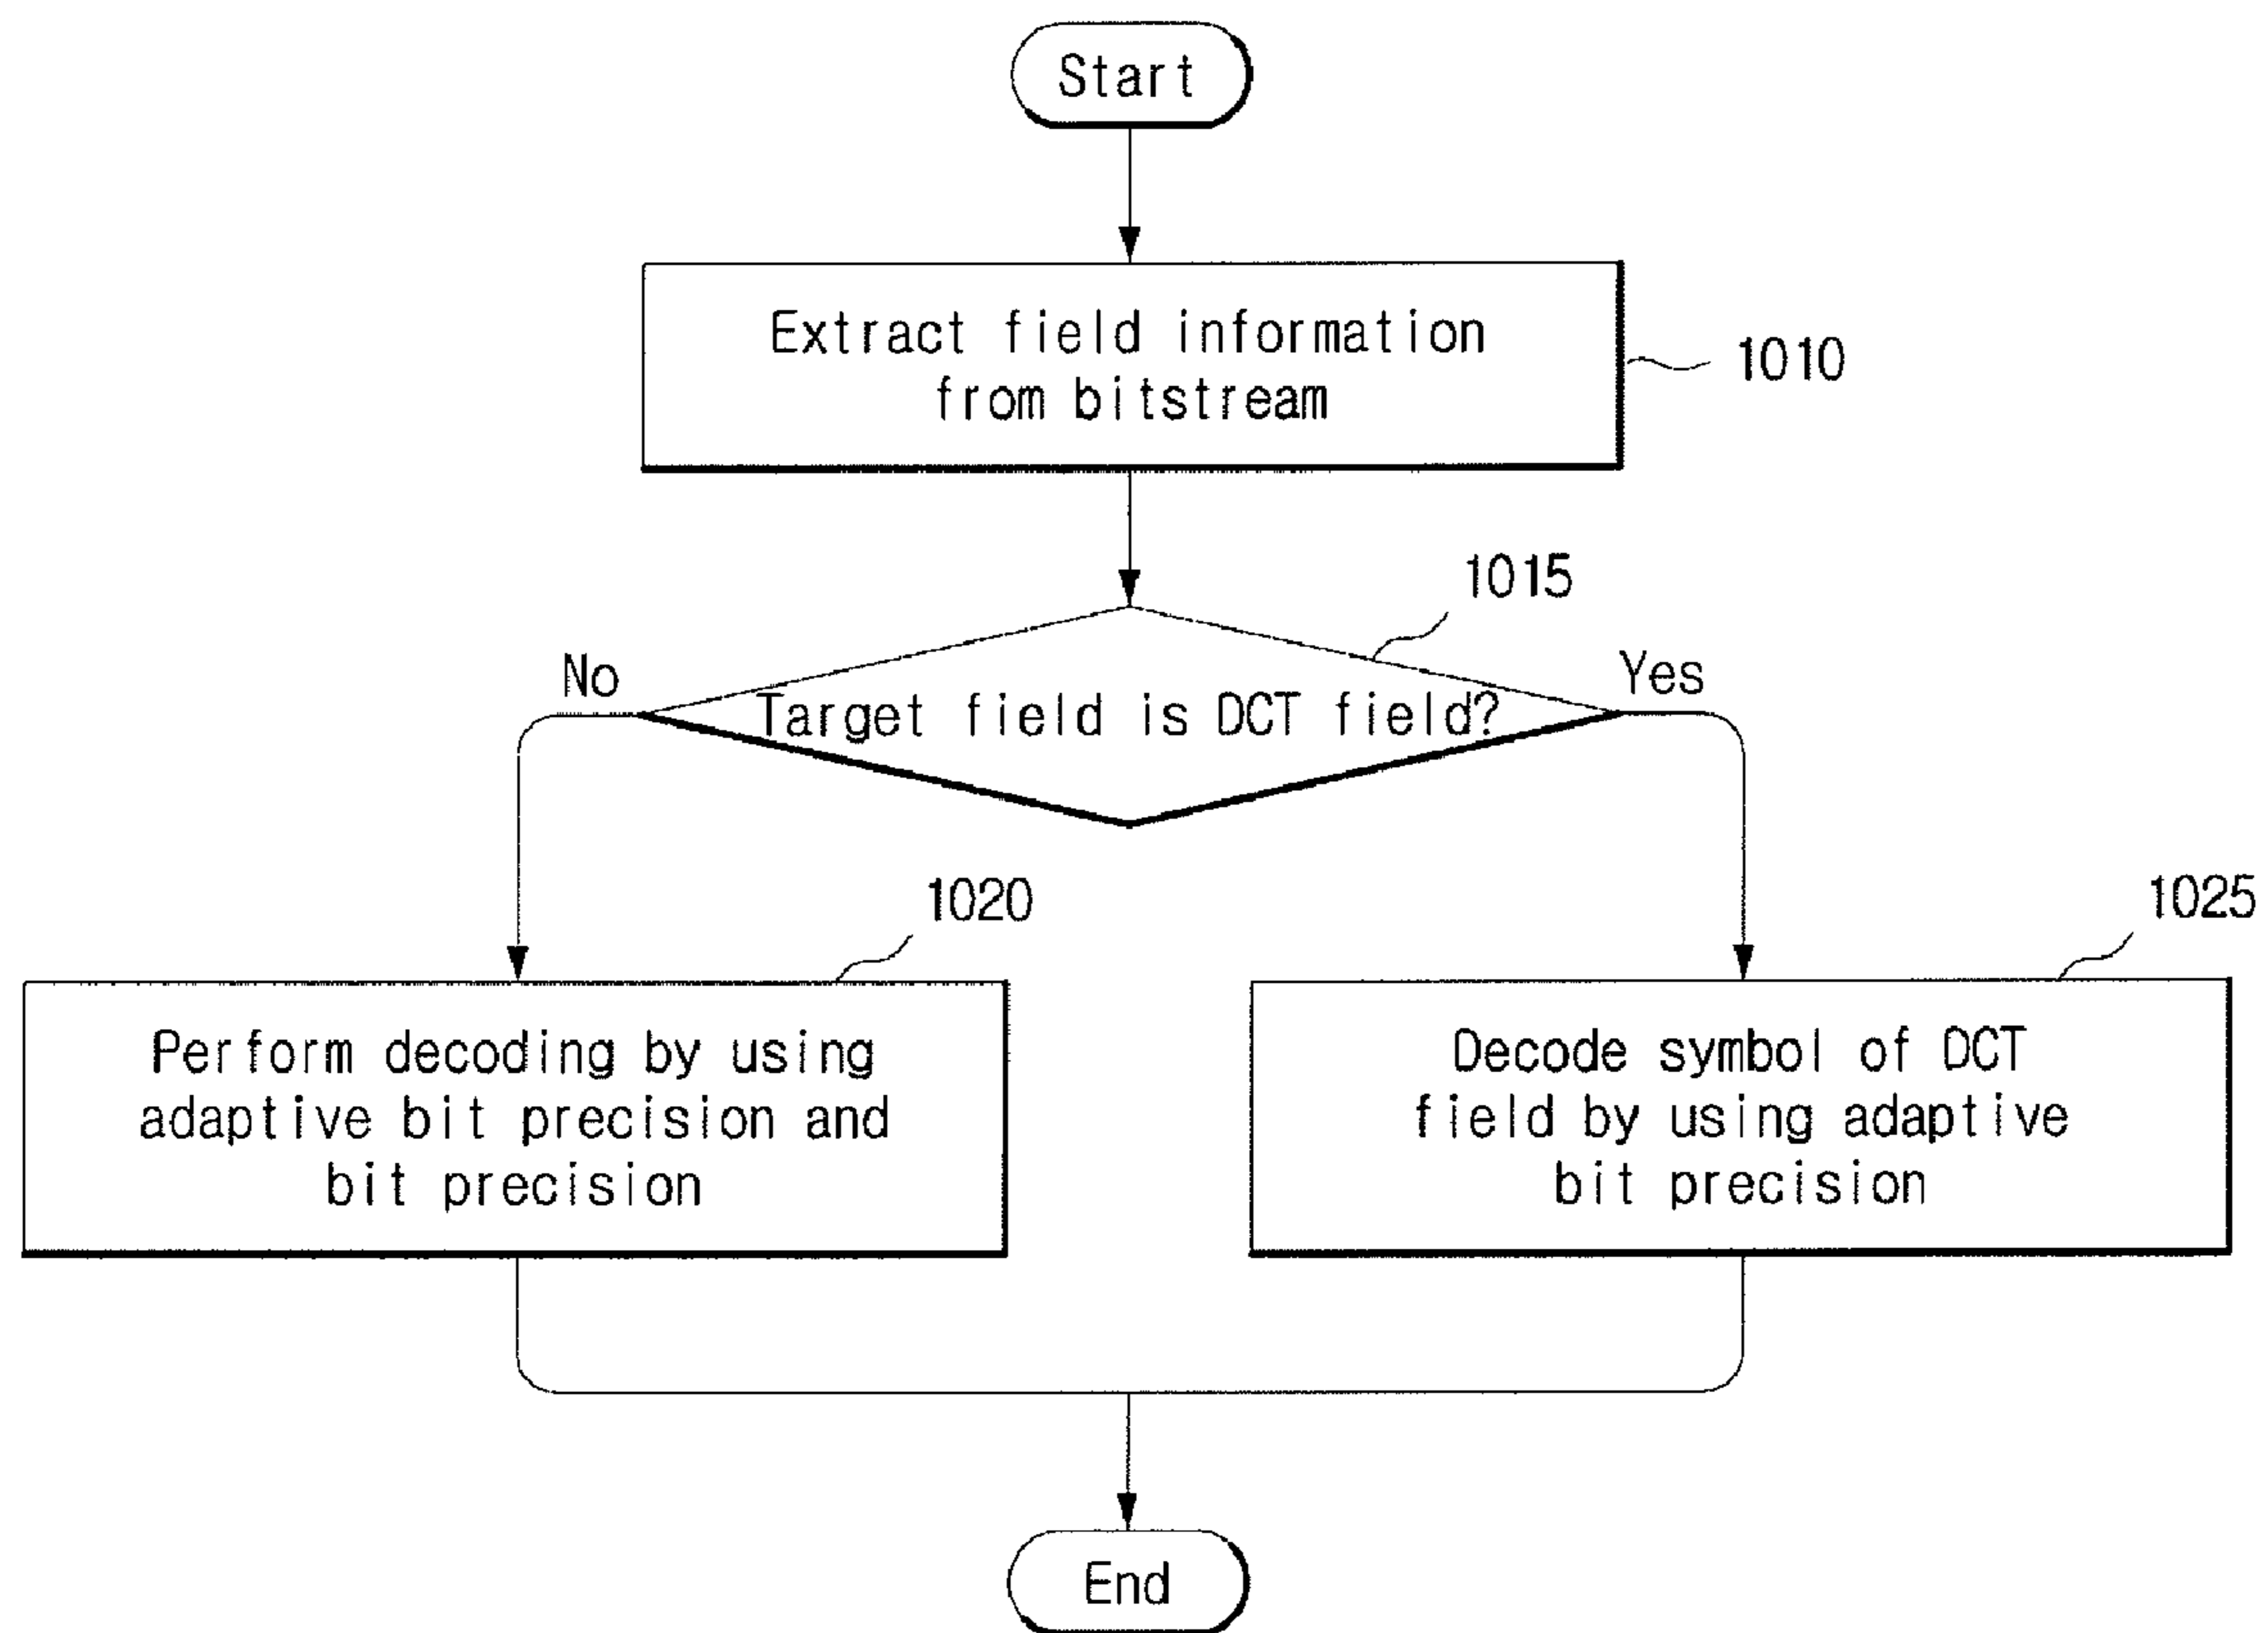 Start
Extract field information
from bitstream
1010
1015
No
Yes
Target field is DCT field?
1020
1025
Perform decoding by using
adaptive bit precision and
bit precision
Decode symbol of DCT
field by using adaptive
bit precision
End